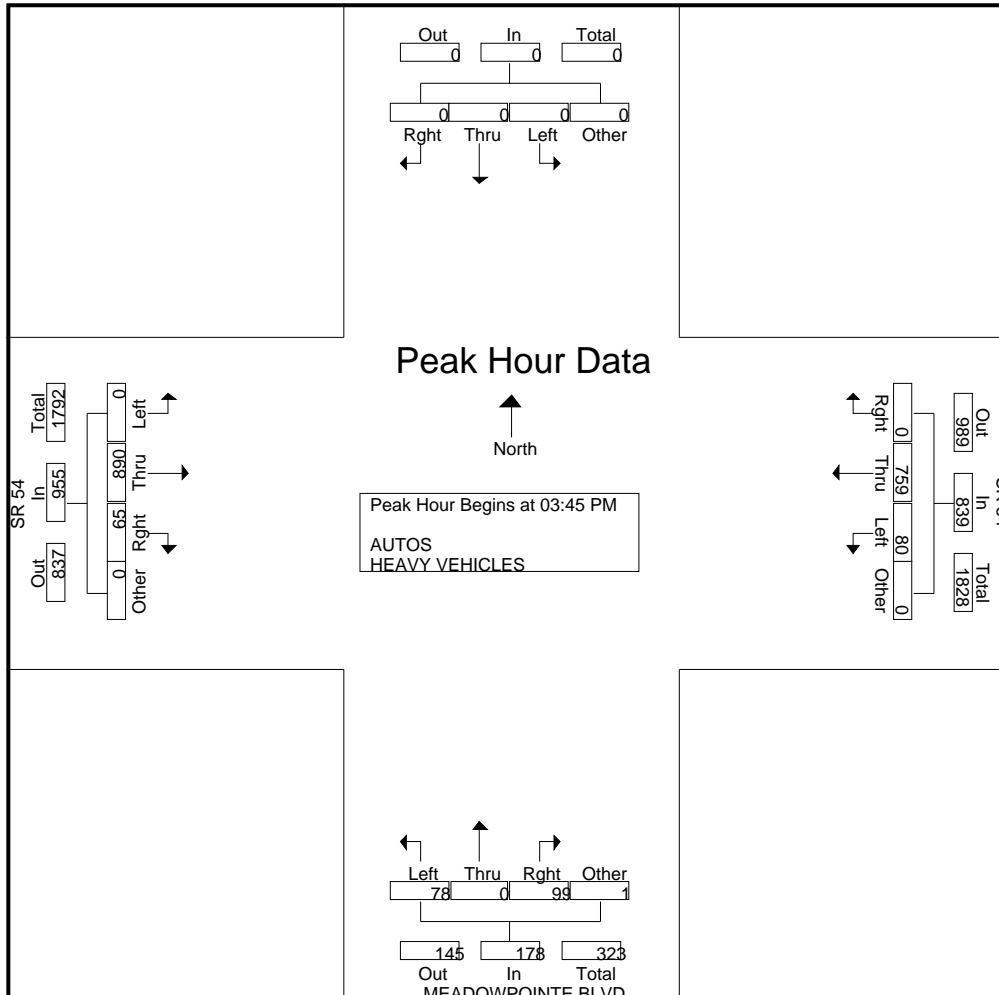 Out In Total
0 0 0
0 0 0 0
Rght Thru Left Other
Peak Hour Data
North
Peak Hour Begins at 03:45 PM
AUTOS
HEAVY VEHICLES
SR 54
Out In Total
837 955 1792
Left Thru Rght Other
0 890 65 0
Rght Thru Left Other
0 759 80 0
Out In Total
989 839 1828
Left Thru Rght Other
78 0 99 1
145 178 323
Out In Total
MEADOWPOINTE BLVD